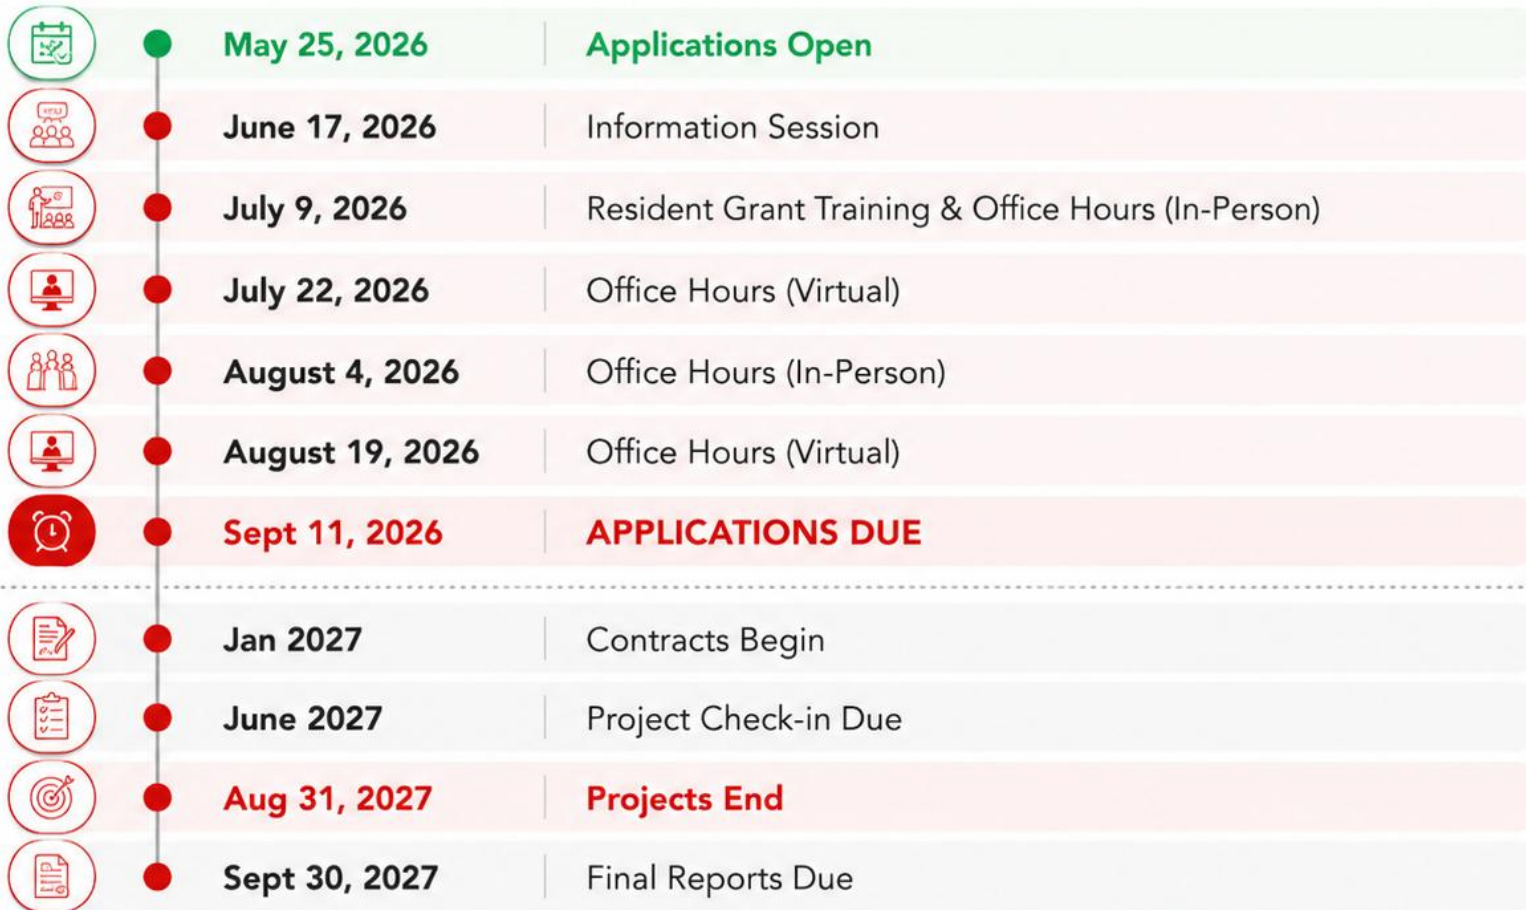 May 25, 2026 Applications Open
June 17, 2026 Information Session
July 9, 2026 Resident Grant Training & Office Hours (In-Person)
July 22, 2026 Office Hours (Virtual)
August 4, 2026 Office Hours (In-Person)
August 19, 2026 Office Hours (Virtual)
Sept 11, 2026 APPLICATIONS DUE
Jan 2027 Contracts Begin
June 2027 Project Check-in Due
Aug 31, 2027 Projects End
Sept 30, 2027 Final Reports Due